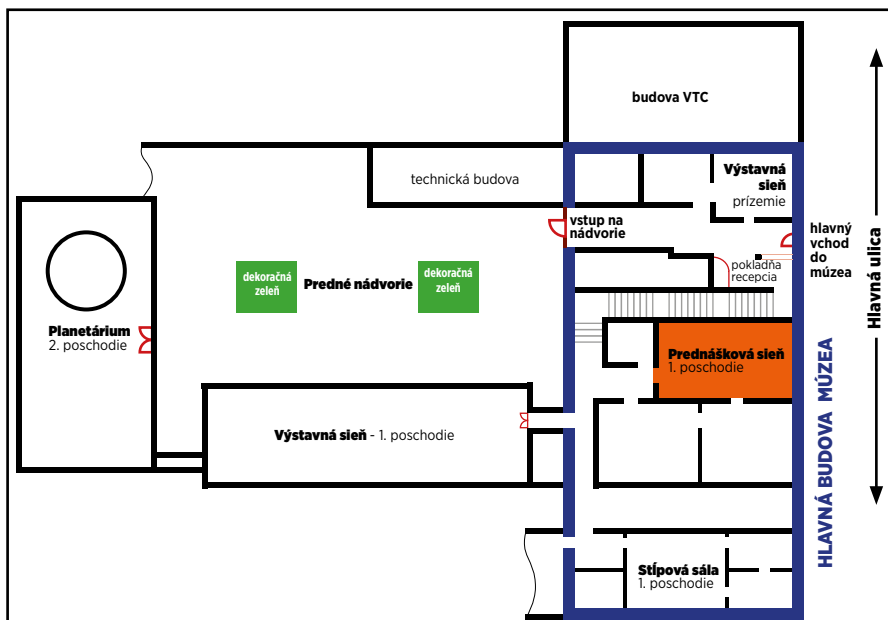 budova VTC
technická budova
Výstavná
sieň
prízemie
vstup na
nádvorie
hlavný
vchod
do
múzea
Hlavná ulica
pokladňa
recepcia
dekoračná
zeleň
Predné nádvorie
dekoračná
zeleň
Planetárium
2. poschodie
Prednášková sieň
1. poschodie
HLAVNÁ BUDOVA MÚZEA
Výstavná sieň - 1. poschodie
Stĺpová sála
1. poschodie